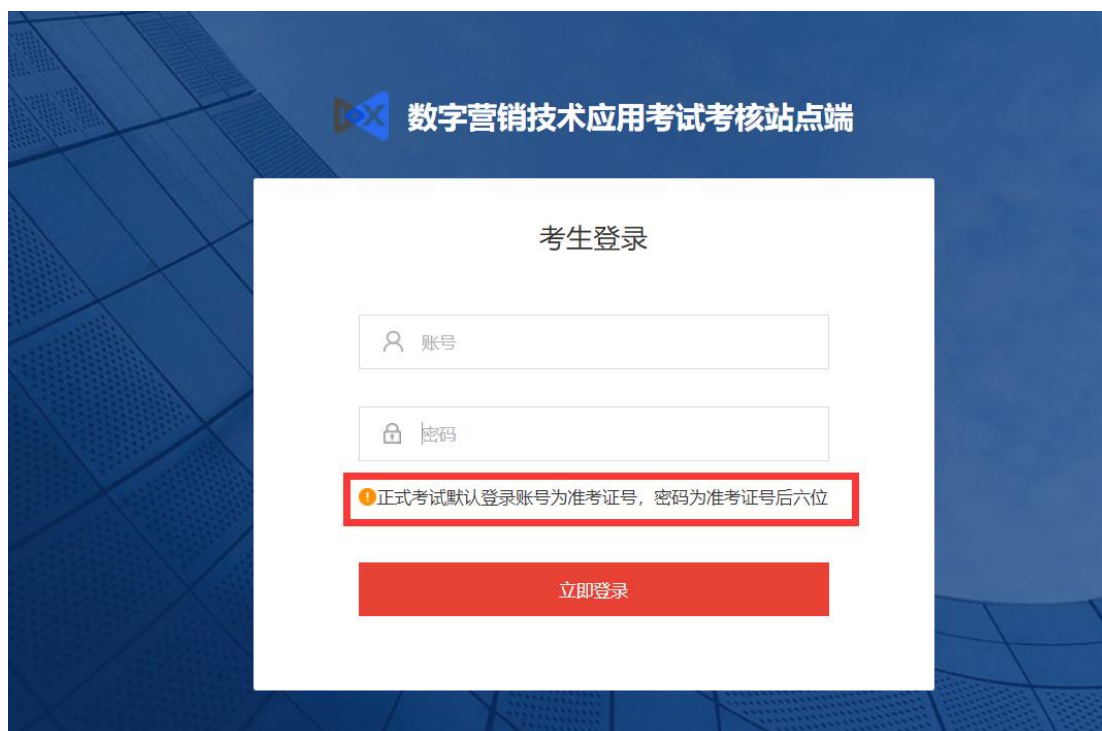 数字营销技术应用考试考核站点端
考生登录
账号
密码
正式考试默认登录账号为准考证号，密码为准考证号后六位
立即登录